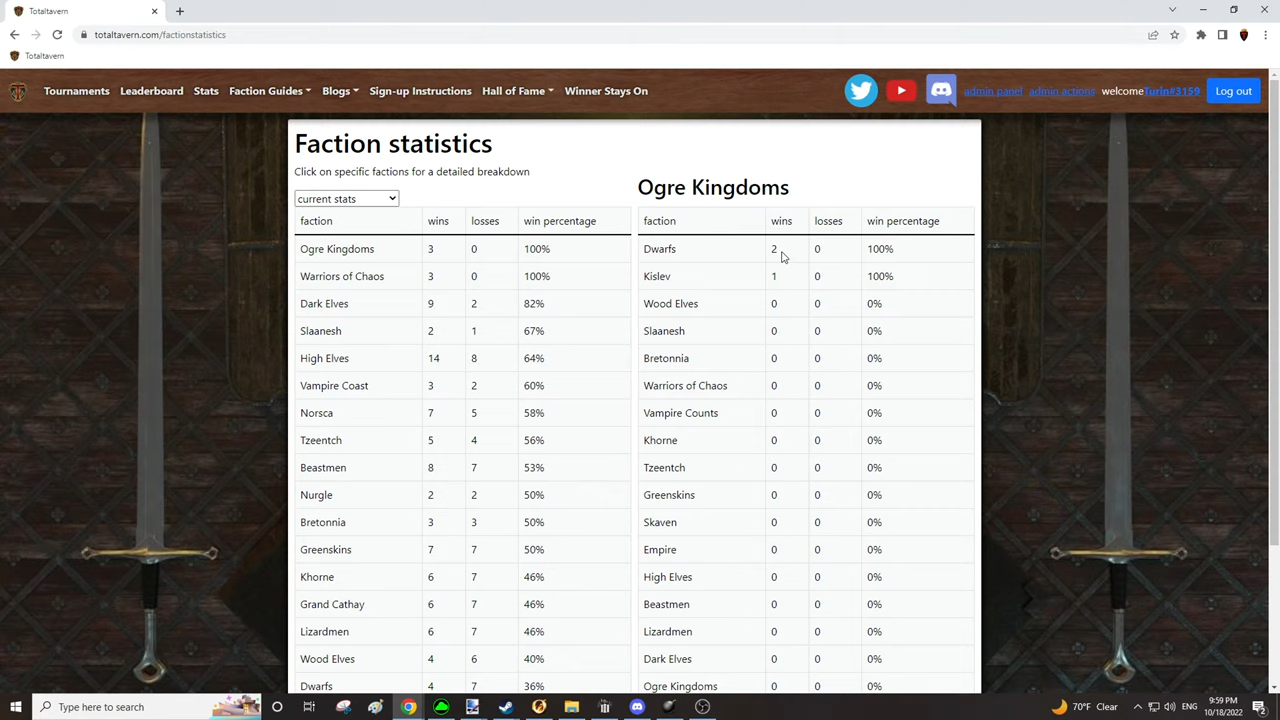 Totaltavern
totaltavern.com/factionstatistics
Totaltavern
Tournaments Leaderboard Stats Faction Guides Blogs Sign-up Instructions Hall of Fame Winner Stays On admin panel admin actions welcome Turin#3159 Log out
Faction statistics
Click on specific factions for a detailed breakdown
current stats
faction wins losses win percentage
Ogre Kingdoms 3 0 100%
Warriors of Chaos 3 0 100%
Dark Elves 9 2 82%
Slaanesh 2 1 67%
High Elves 14 8 64%
Vampire Coast 3 2 60%
Norsca 7 5 58%
Tzeentch 5 4 56%
Beastmen 8 7 53%
Nurgle 2 2 50%
Bretonnia 3 3 50%
Greenskins 7 7 50%
Khorne 6 7 46%
Grand Cathay 6 7 46%
Lizardmen 6 7 46%
Wood Elves 4 6 40%
Dwarfs 4 7 36%
Ogre Kingdoms
faction wins losses win percentage
Dwarfs 2 0 100%
Kislev 1 0 100%
Wood Elves 0 0 0%
Slaanesh 0 0 0%
Bretonnia 0 0 0%
Warriors of Chaos 0 0 0%
Vampire Counts 0 0 0%
Khorne 0 0 0%
Tzeentch 0 0 0%
Greenskins 0 0 0%
Skaven 0 0 0%
Empire 0 0 0%
High Elves 0 0 0%
Beastmen 0 0 0%
Lizardmen 0 0 0%
Dark Elves 0 0 0%
Ogre Kingdoms 0 0 0%
Type here to search
70°F Clear
ENG
9:59 PM
10/18/2022
2